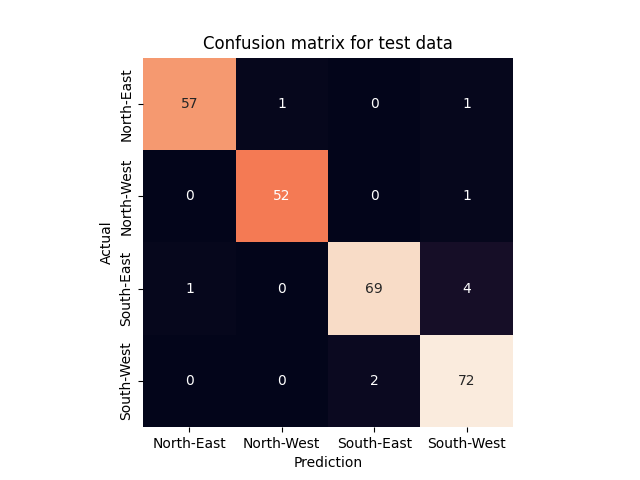 Confusion matrix for test data
Actual
North-East 57 1 0 1
North-West 0 52 0 1
South-East 1 0 69 4
South-West 0 0 2 72
North-East North-West South-East South-West
Prediction